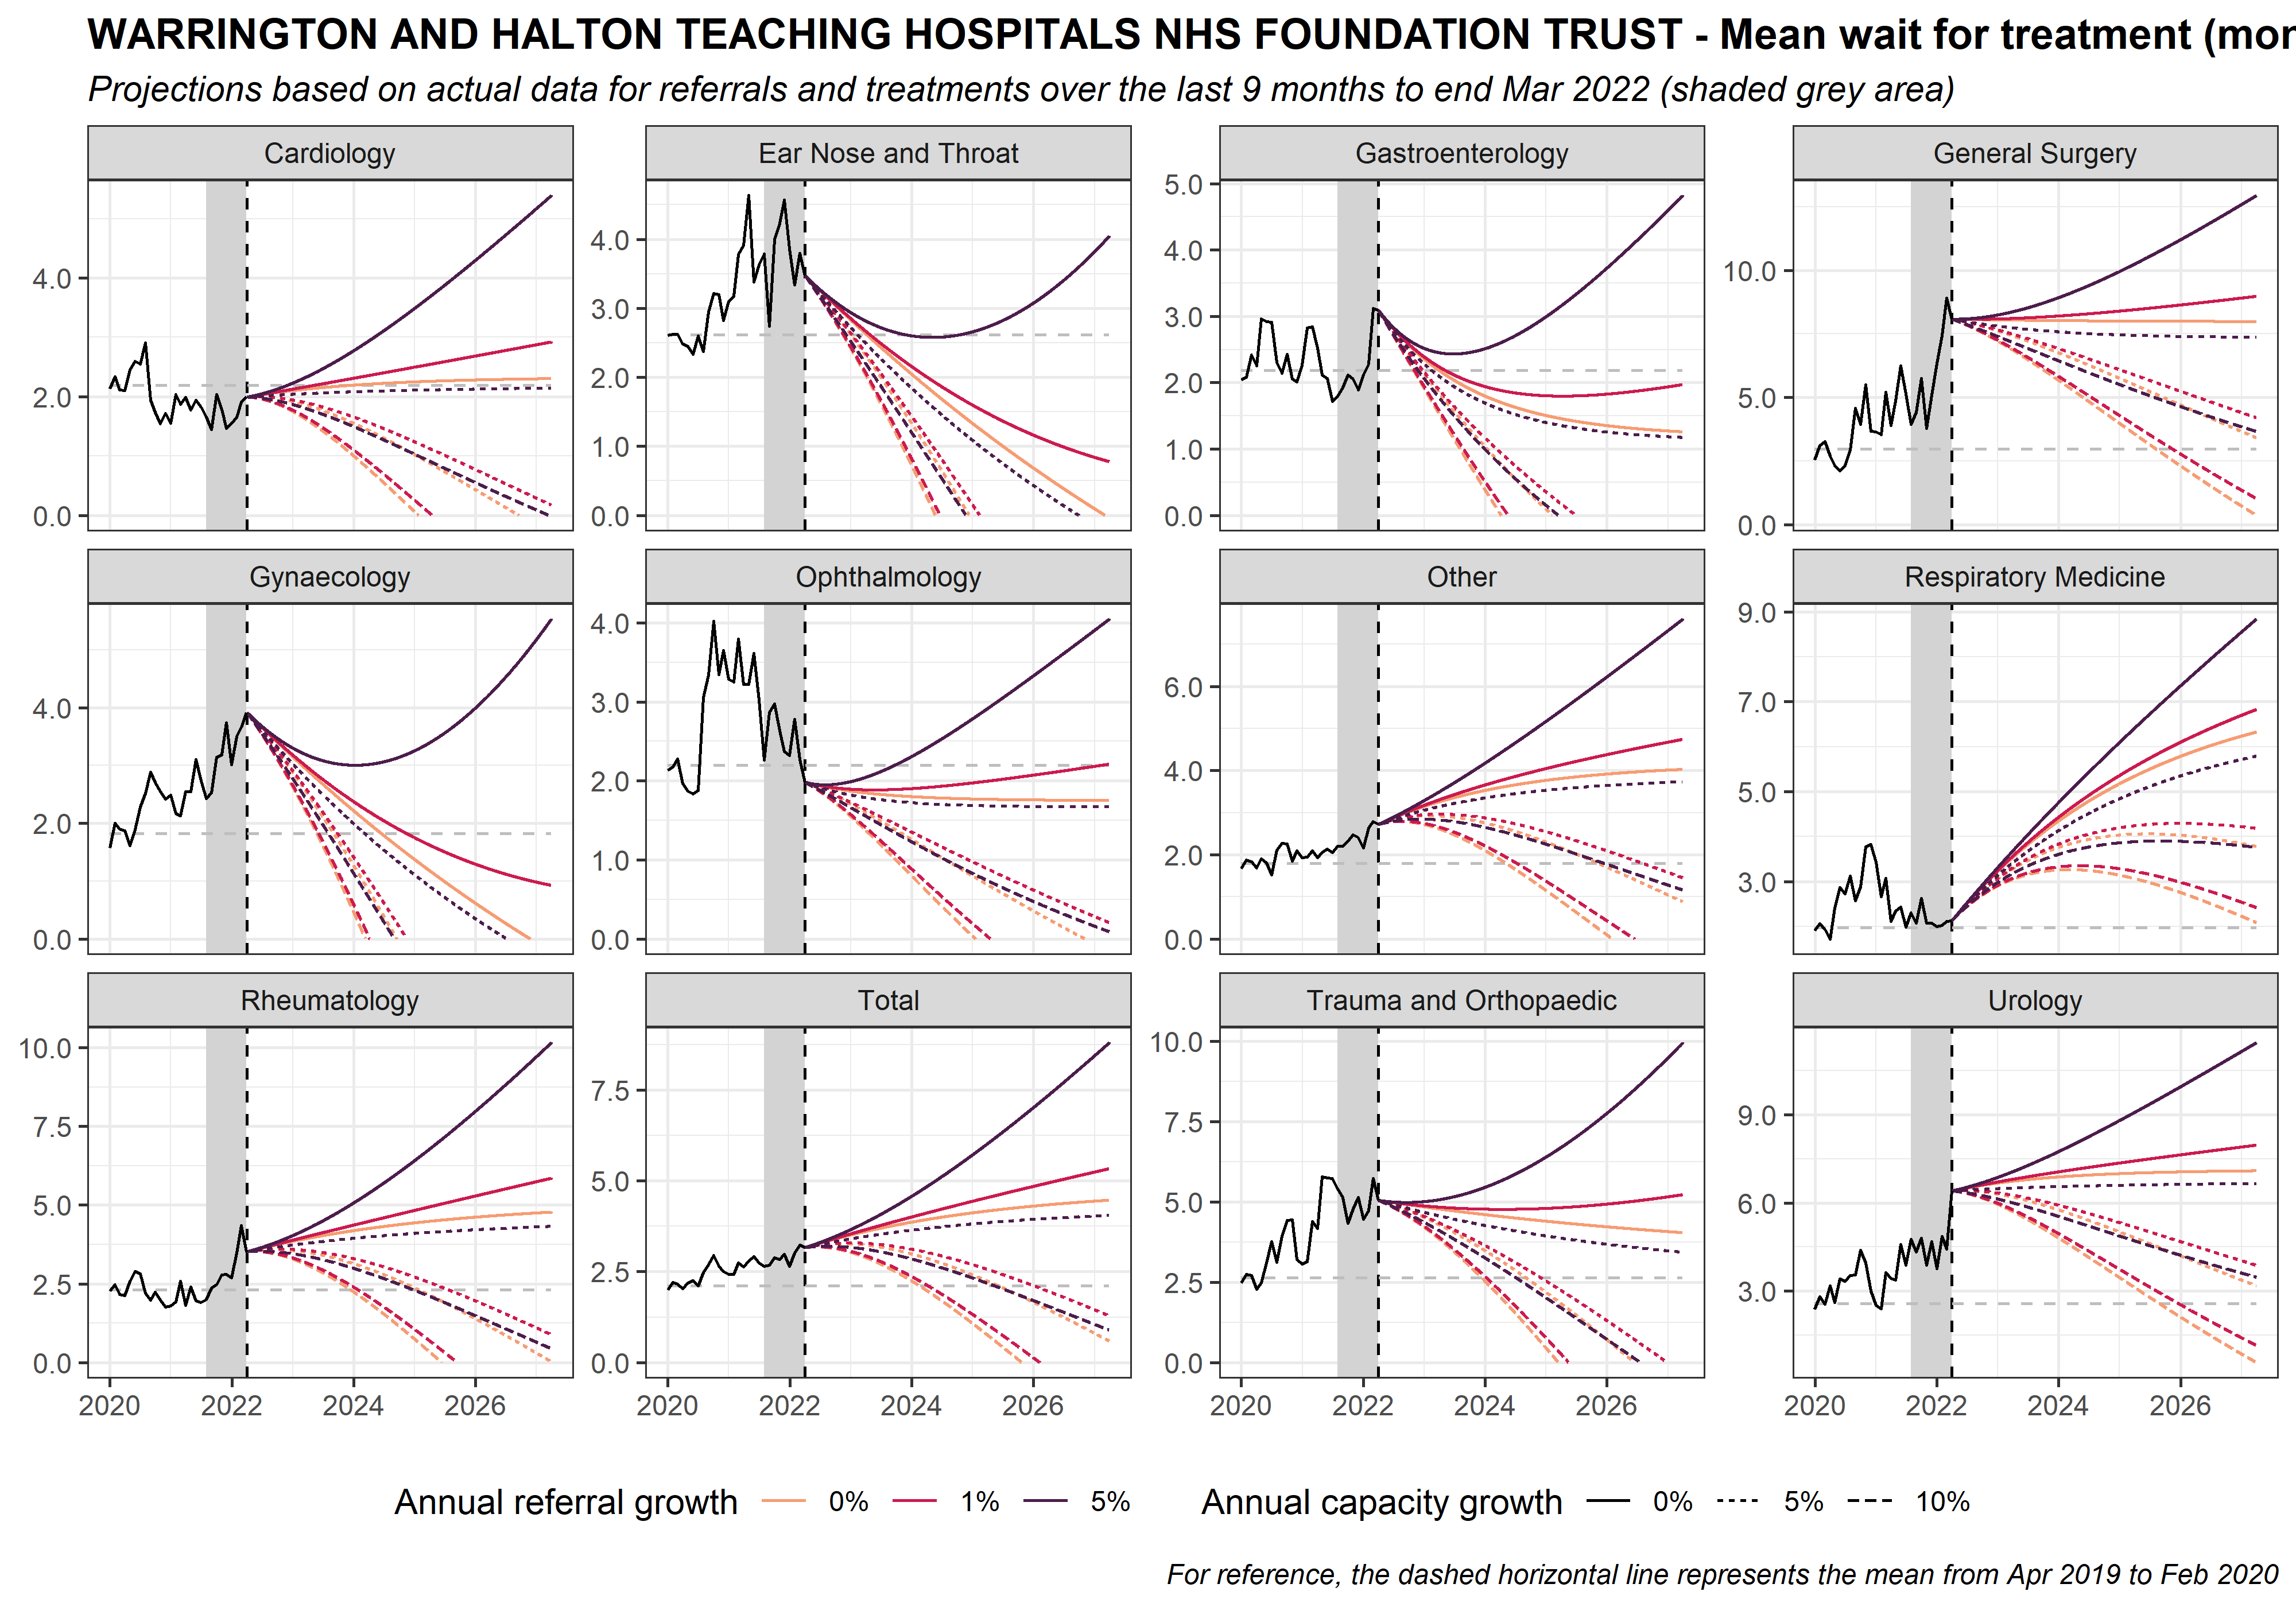 WARRINGTON AND HALTON TEACHING HOSPITALS NHS FOUNDATION TRUST - Mean wait for treatment (mon
Projections based on actual data for referrals and treatments over the last 9 months to end Mar 2022 (shaded grey area)
Cardiology
4.0
2.0
0.0
Ear Nose and Throat
4.0
3.0
2.0
1.0
0.0
Gastroenterology
5.0
4.0
3.0
2.0
1.0
0.0
General Surgery
10.0
5.0
0.0
Gynaecology
4.0
2.0
0.0
Ophthalmology
4.0
3.0
2.0
1.0
0.0
Other
6.0
4.0
2.0
0.0
Respiratory Medicine
9.0
7.0
5.0
3.0
Rheumatology
10.0
7.5
5.0
2.5
0.0
2020 2022 2024 2026
Total
7.5
5.0
2.5
0.0
2020 2022 2024 2026
Trauma and Orthopaedic
10.0
7.5
5.0
2.5
0.0
2020 2022 2024 2026
Urology
9.0
6.0
3.0
2020 2022 2024 2026
Annual referral growth 0% 1% 5% Annual capacity growth 0% 5% 10%
For reference, the dashed horizontal line represents the mean from Apr 2019 to Feb 2020